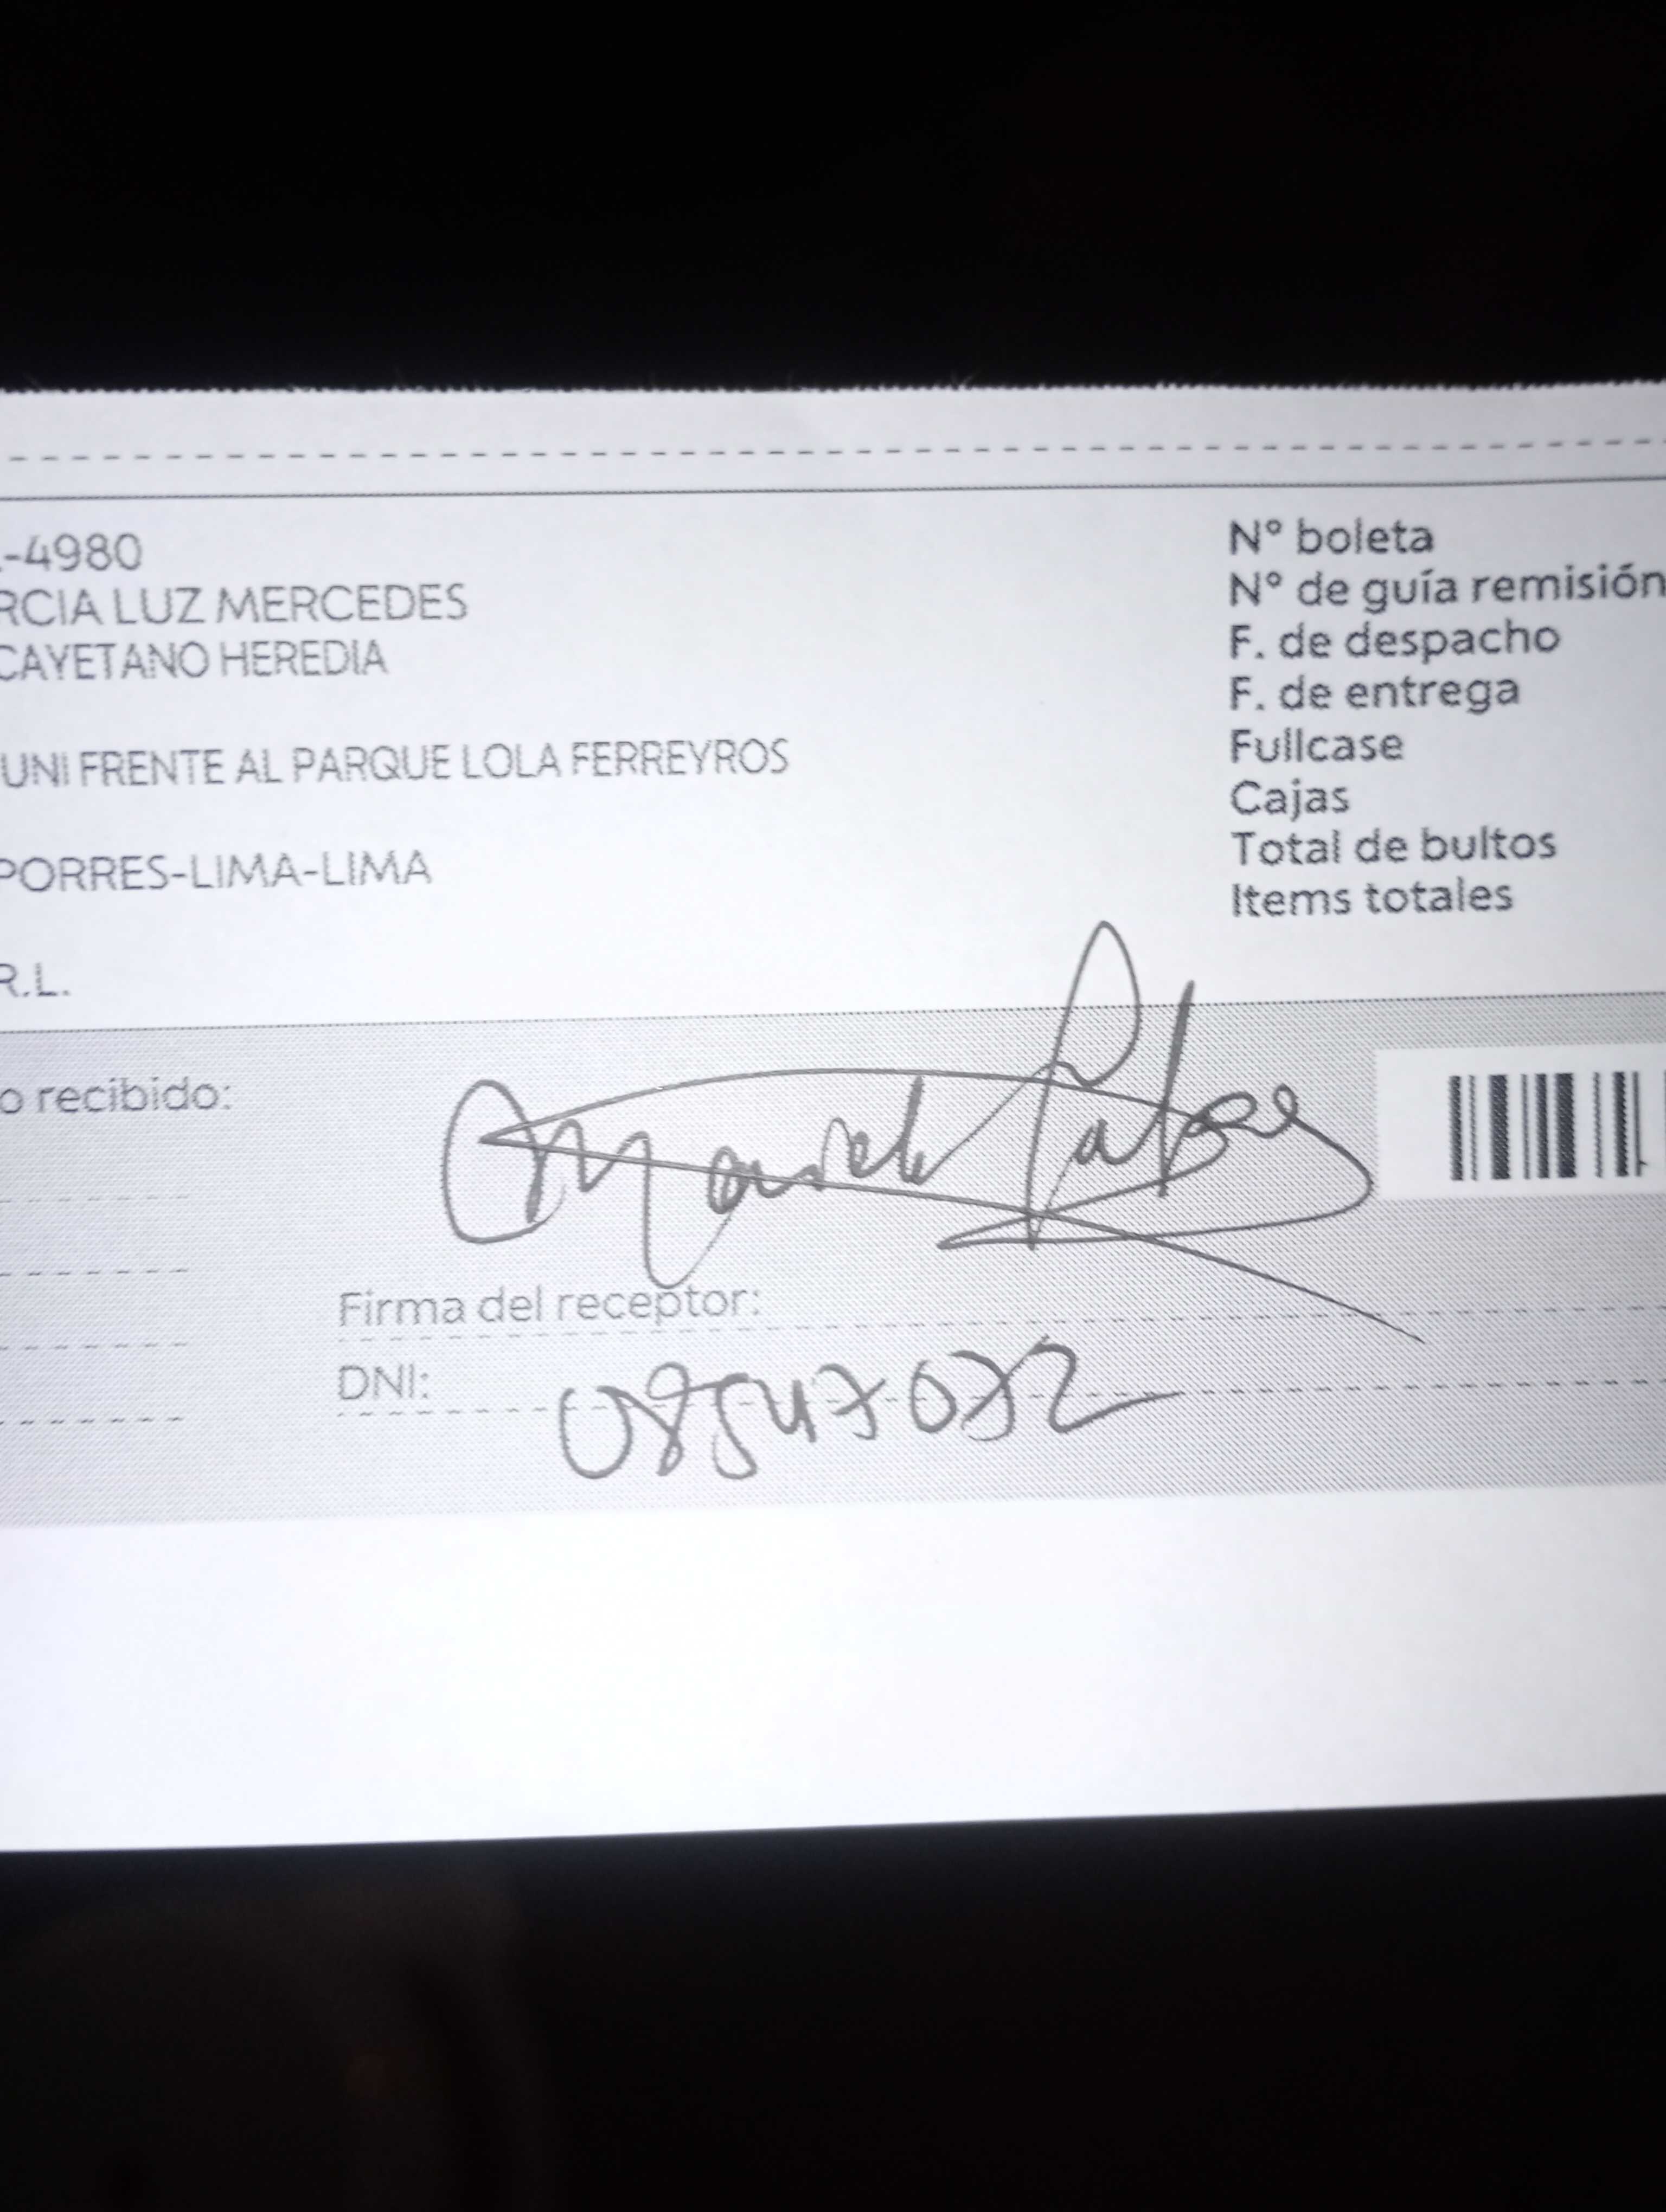 -4980
RCIA LUZ MERCEDES
CAYETANO HEREDIA
UNI FRENTE AL PARQUE LOLA FERREYROS
PORRES-LIMA-LIMA
R.L.
N° boleta
N° de guía remisión
F. de despacho
F. de entrega
Fullcase
Cajas
Total de bultos
Items totales
o recibido:
Firma del receptor:
DNI: 08547072